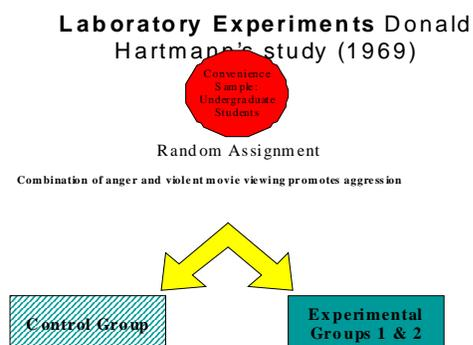 Laboratory Experiments Donald
Hartmann's study (1969)
Convenience
Sample:
Undergraduate
Students
Random Assignment
Combination of anger and violent movie viewing promotes aggression
Control Group
Experimental
Groups 1 & 2